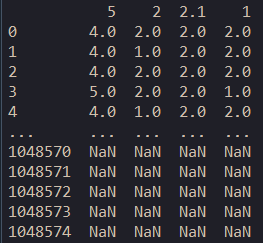 5 2 2.1 1
0 4.0 2.0 2.0 2.0
1 4.0 1.0 2.0 2.0
2 4.0 2.0 2.0 2.0
3 5.0 2.0 2.0 1.0
4 4.0 1.0 2.0 2.0
... ... ... ... ...
1048570 NaN NaN NaN NaN
1048571 NaN NaN NaN NaN
1048572 NaN NaN NaN NaN
1048573 NaN NaN NaN NaN
1048574 NaN NaN NaN NaN